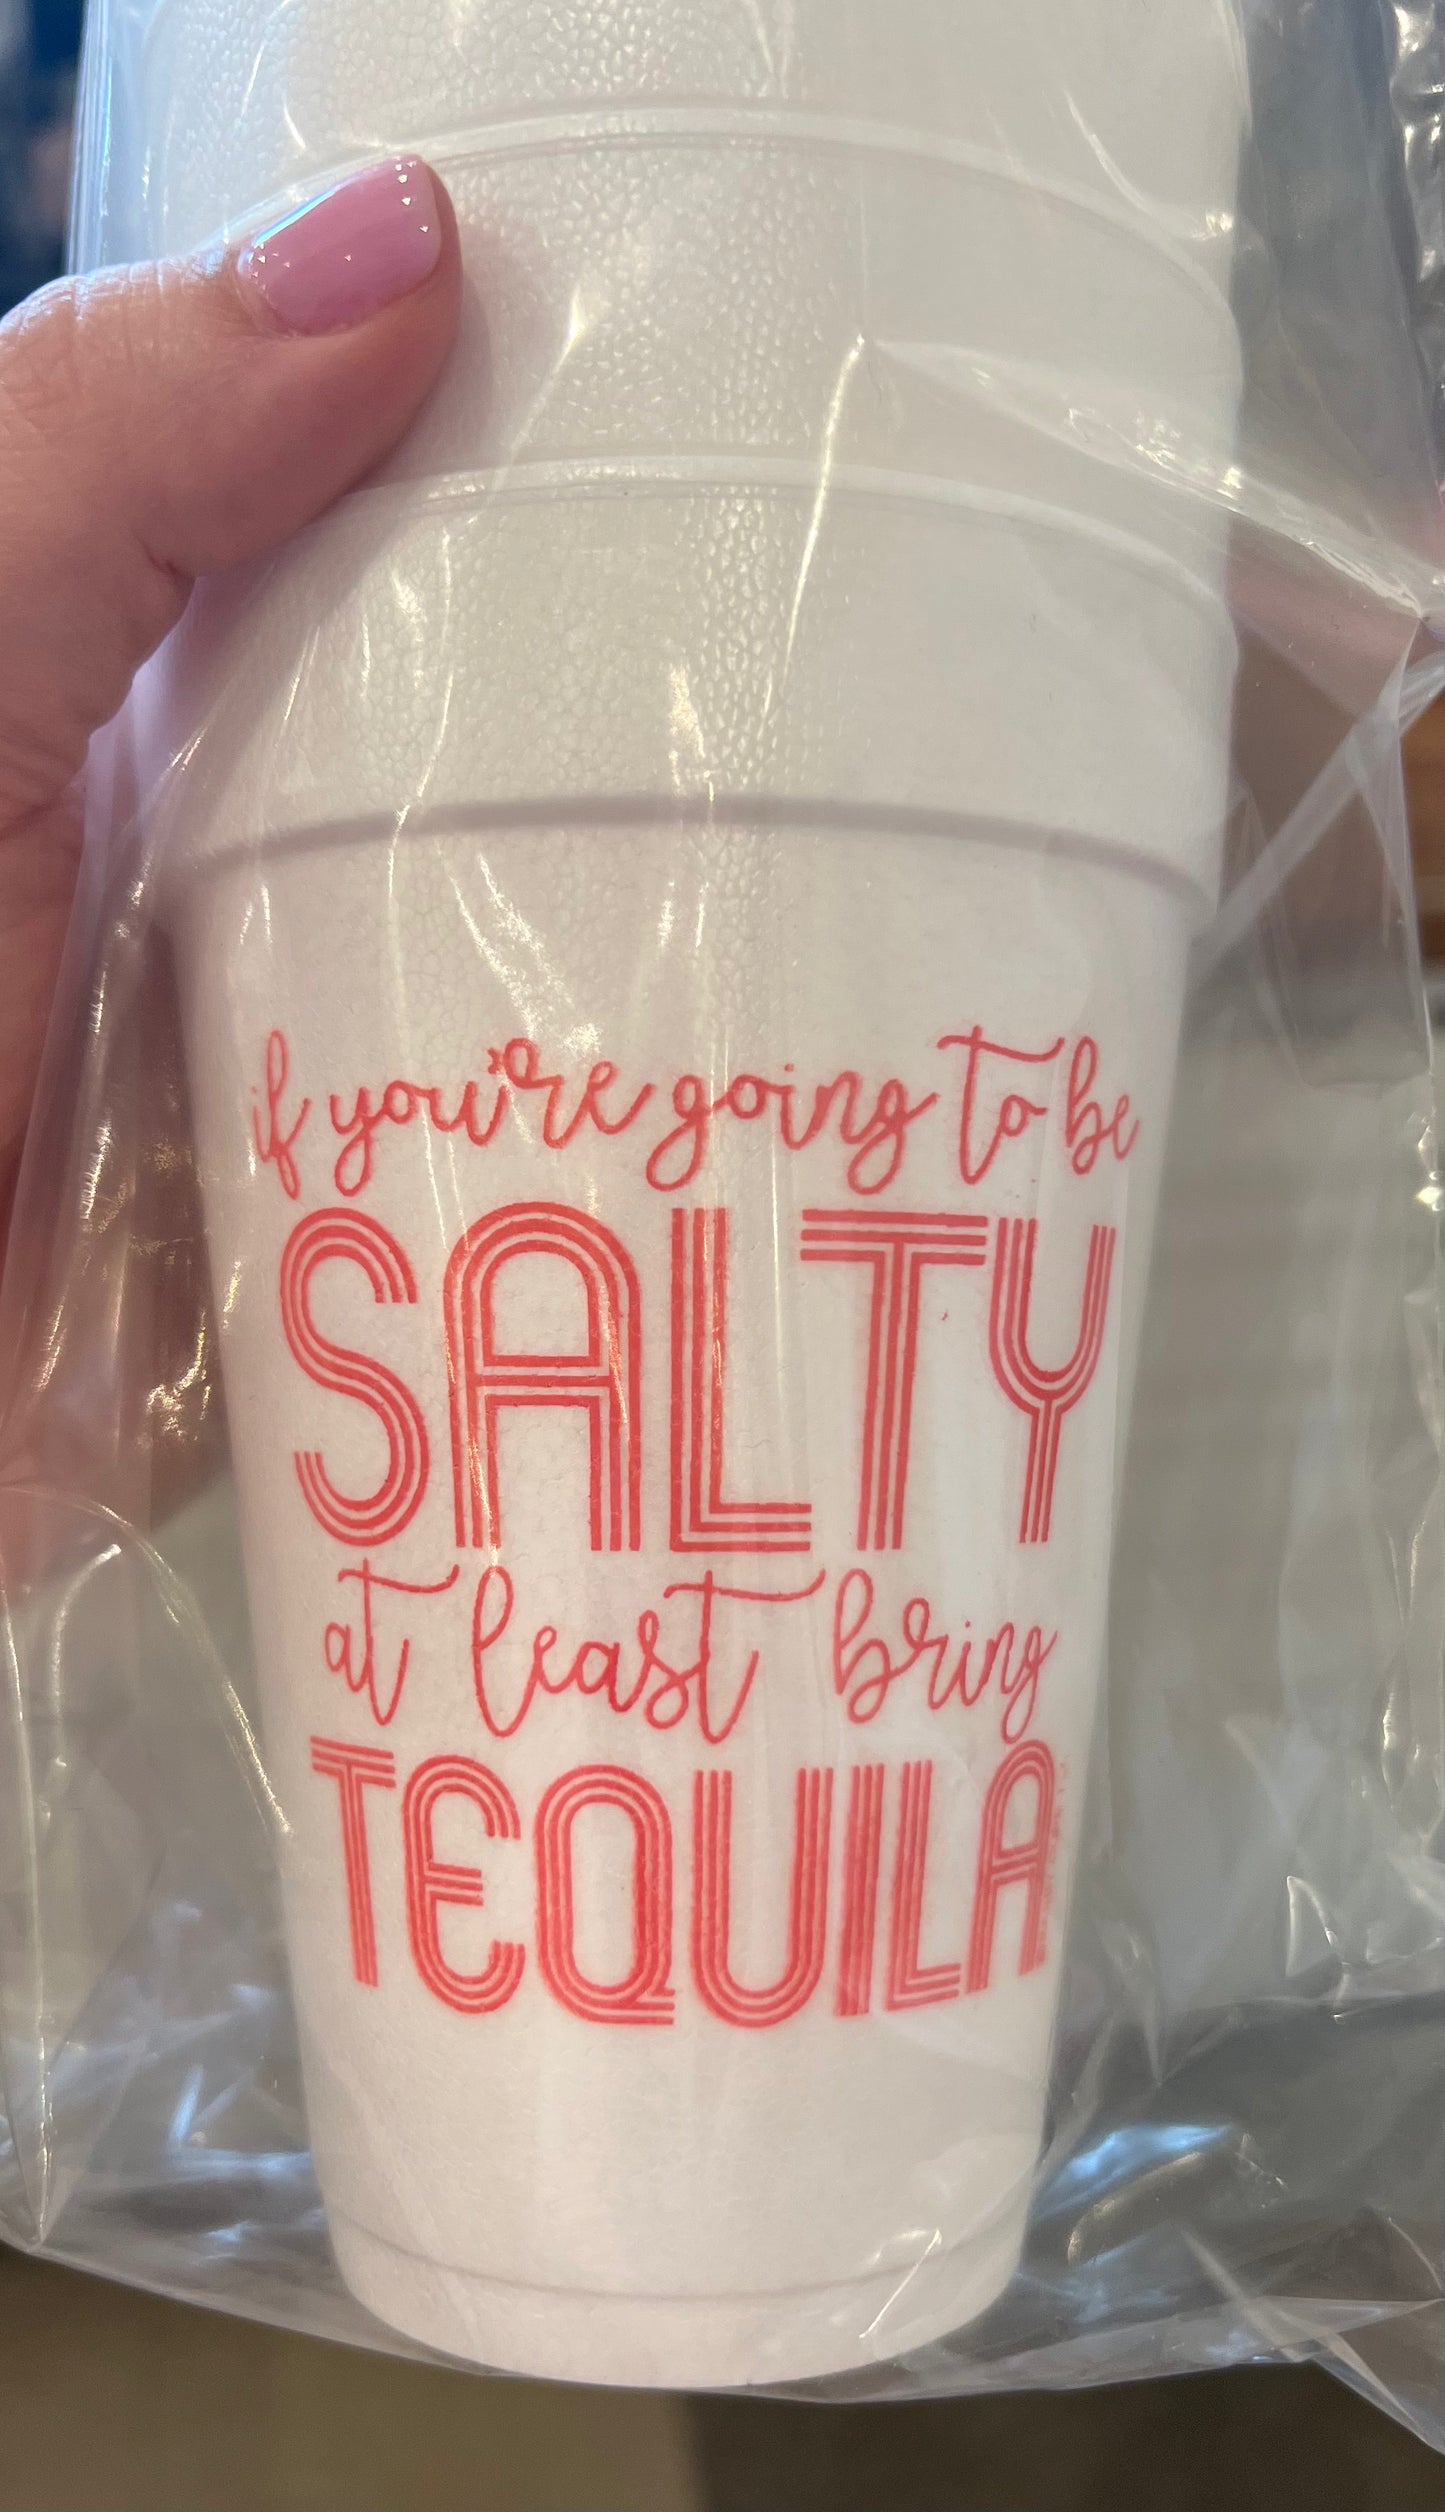 if you're going to be
SALTY
at least bring
TEQUILA